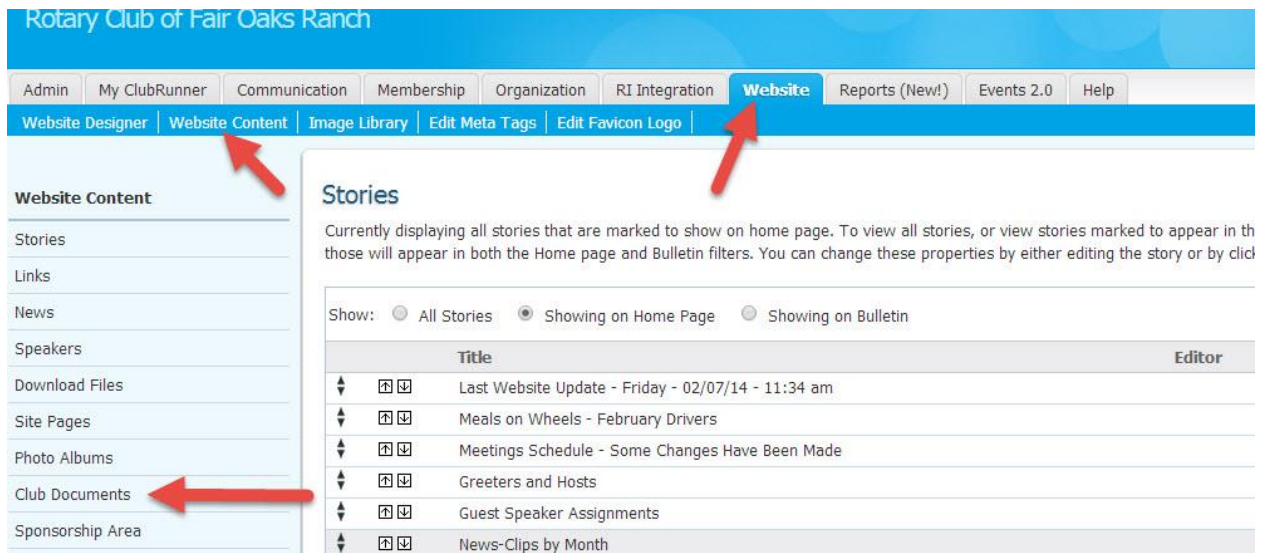 Rotary Club of Fair Oaks Ranch
Admin My ClubRunner Communication Membership Organization RI Integration Website Reports (New!) Events 2.0 Help
Website Designer Website Content Image Library Edit Meta Tags Edit Favicon Logo
Website Content
Stories
Links
News
Speakers
Download Files
Site Pages
Photo Albums
Club Documents
Sponsorship Area
Stories
Currently displaying all stories that are marked to show on home page. To view all stories, or view stories marked to appear in th
those will appear in both the Home page and Bulletin filters. You can change these properties by either editing the story or by click
Show: All Stories Showing on Home Page Showing on Bulletin
Title Editor
Last Website Update - Friday - 02/07/14 - 11:34 am
Meals on Wheels - February Drivers
Meetings Schedule - Some Changes Have Been Made
Greeters and Hosts
Guest Speaker Assignments
News-Clips by Month